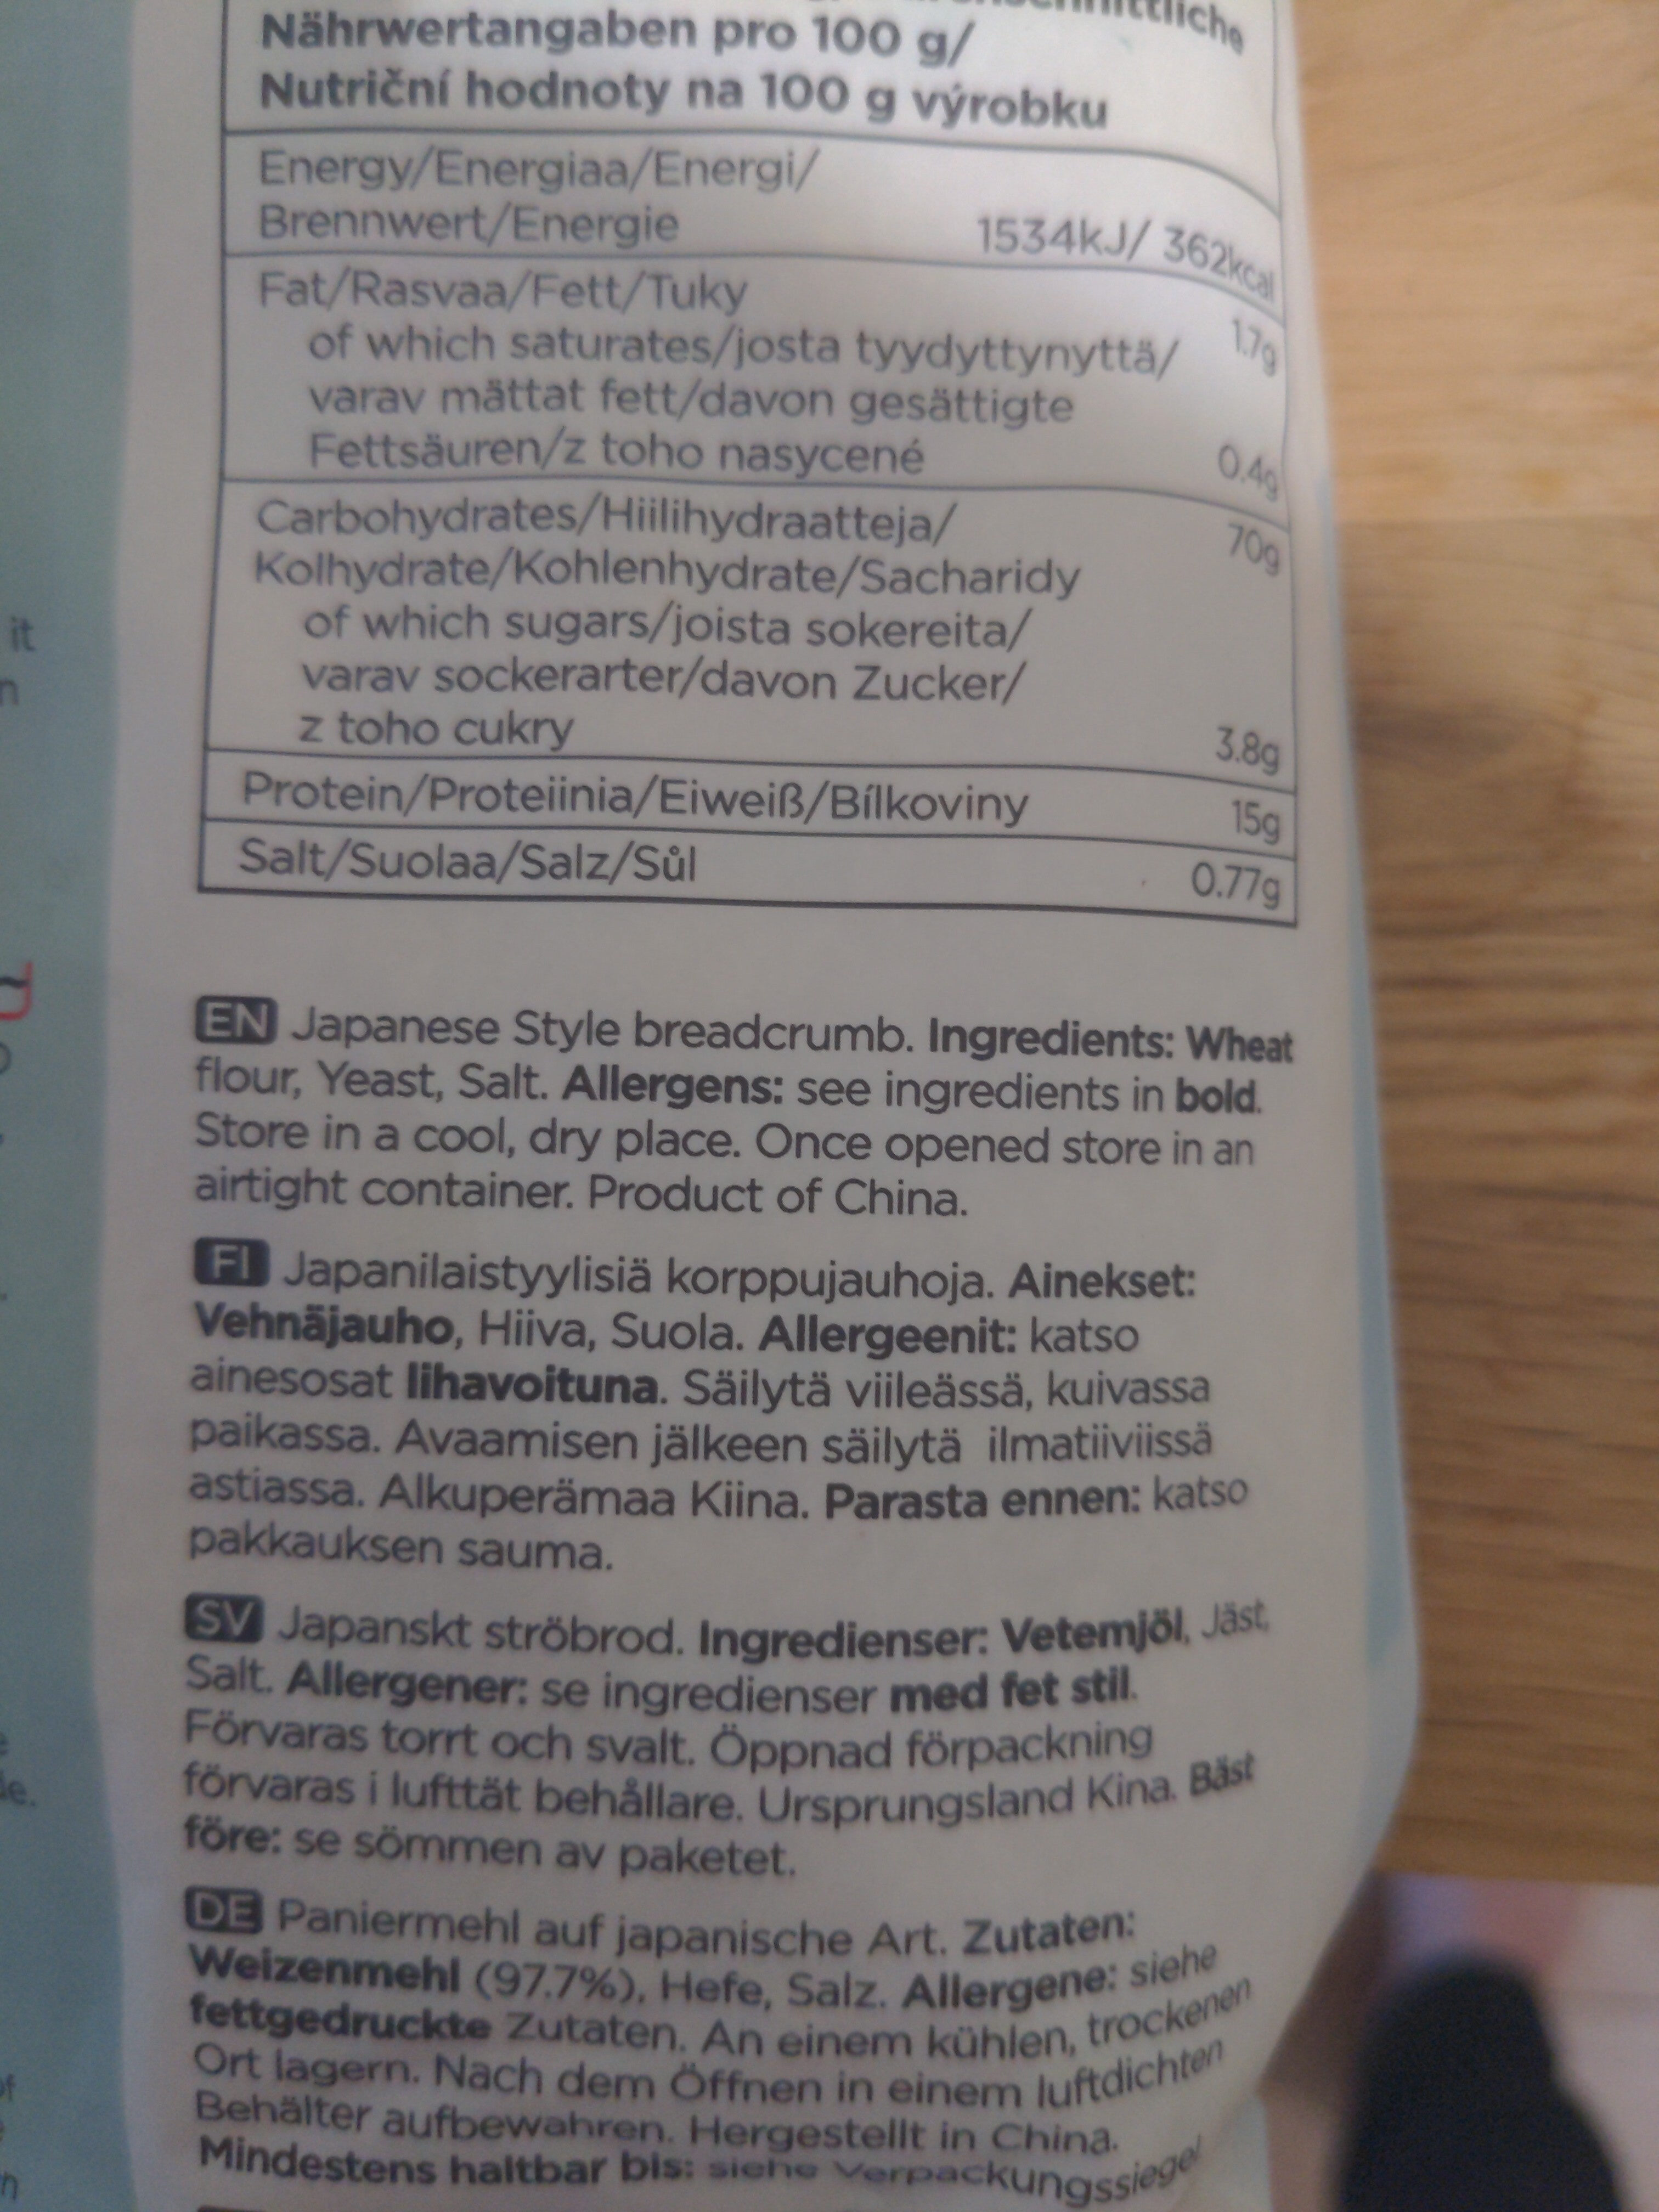 Nährwertangaben pro 100 g/
Nutriční hodnoty na 100 g výrobku
Energy/Energiaa/Energi/
Brennwert/Energie 1534kJ/ 362kcal
Fat/Rasvaa/Fett/Tuky 1.7g
of which saturates/josta tyydyttynyttä/
varav mättat fett/davon gesättigte
Fettsäuren/z toho nasycené 0.4g
Carbohydrates/Hiilihydraatteja/ 70g
Kolhydrate/Kohlenhydrate/Sacharidy
of which sugars/joista sokereita/
varav sockerarter/davon Zucker/
z toho cukry 3.8g
Protein/Proteiinia/Eiweiß/Bílkoviny 15g
Salt/Suolaa/Salz/Sůl 0.77g
EN Japanese Style breadcrumb. Ingredients: Wheat
flour, Yeast, Salt. Allergens: see ingredients in bold.
Store in a cool, dry place. Once opened store in an
airtight container. Product of China.
FI Japanilaistyylisiä korppujauhoja. Ainekset:
Vehnäjauho, Hiiva, Suola. Allergeenit: katso
ainesosat lihavoituna. Säilytä viileässä, kuivassa
paikassa. Avaamisen jälkeen säilytä ilmatiiviissä
astiassa. Alkuperämaa Kiina. Parasta ennen: katso
pakkauksen sauma.
SV Japanskt ströbrod. Ingredienser: Vetemjöl, Jäst,
Salt. Allergener: se ingredienser med fet stil.
Förvaras torrt och svalt. Öppnad förpackning
förvaras i lufttät behållare. Ursprungsland Kina. Bäst
före: se sömmen av paketet.
DE Paniermehl auf japanische Art. Zutaten:
Weizenmehl (97.7%), Hefe, Salz. Allergene: siehe
fettgedruckte Zutaten. An einem kühlen, trockenen
Ort lagern. Nach dem Öffnen in einem luftdichten
Behälter aufbewahren. Hergestellt in China.
Mindestens haltbar bis: siehe Verpackungssiegel
it